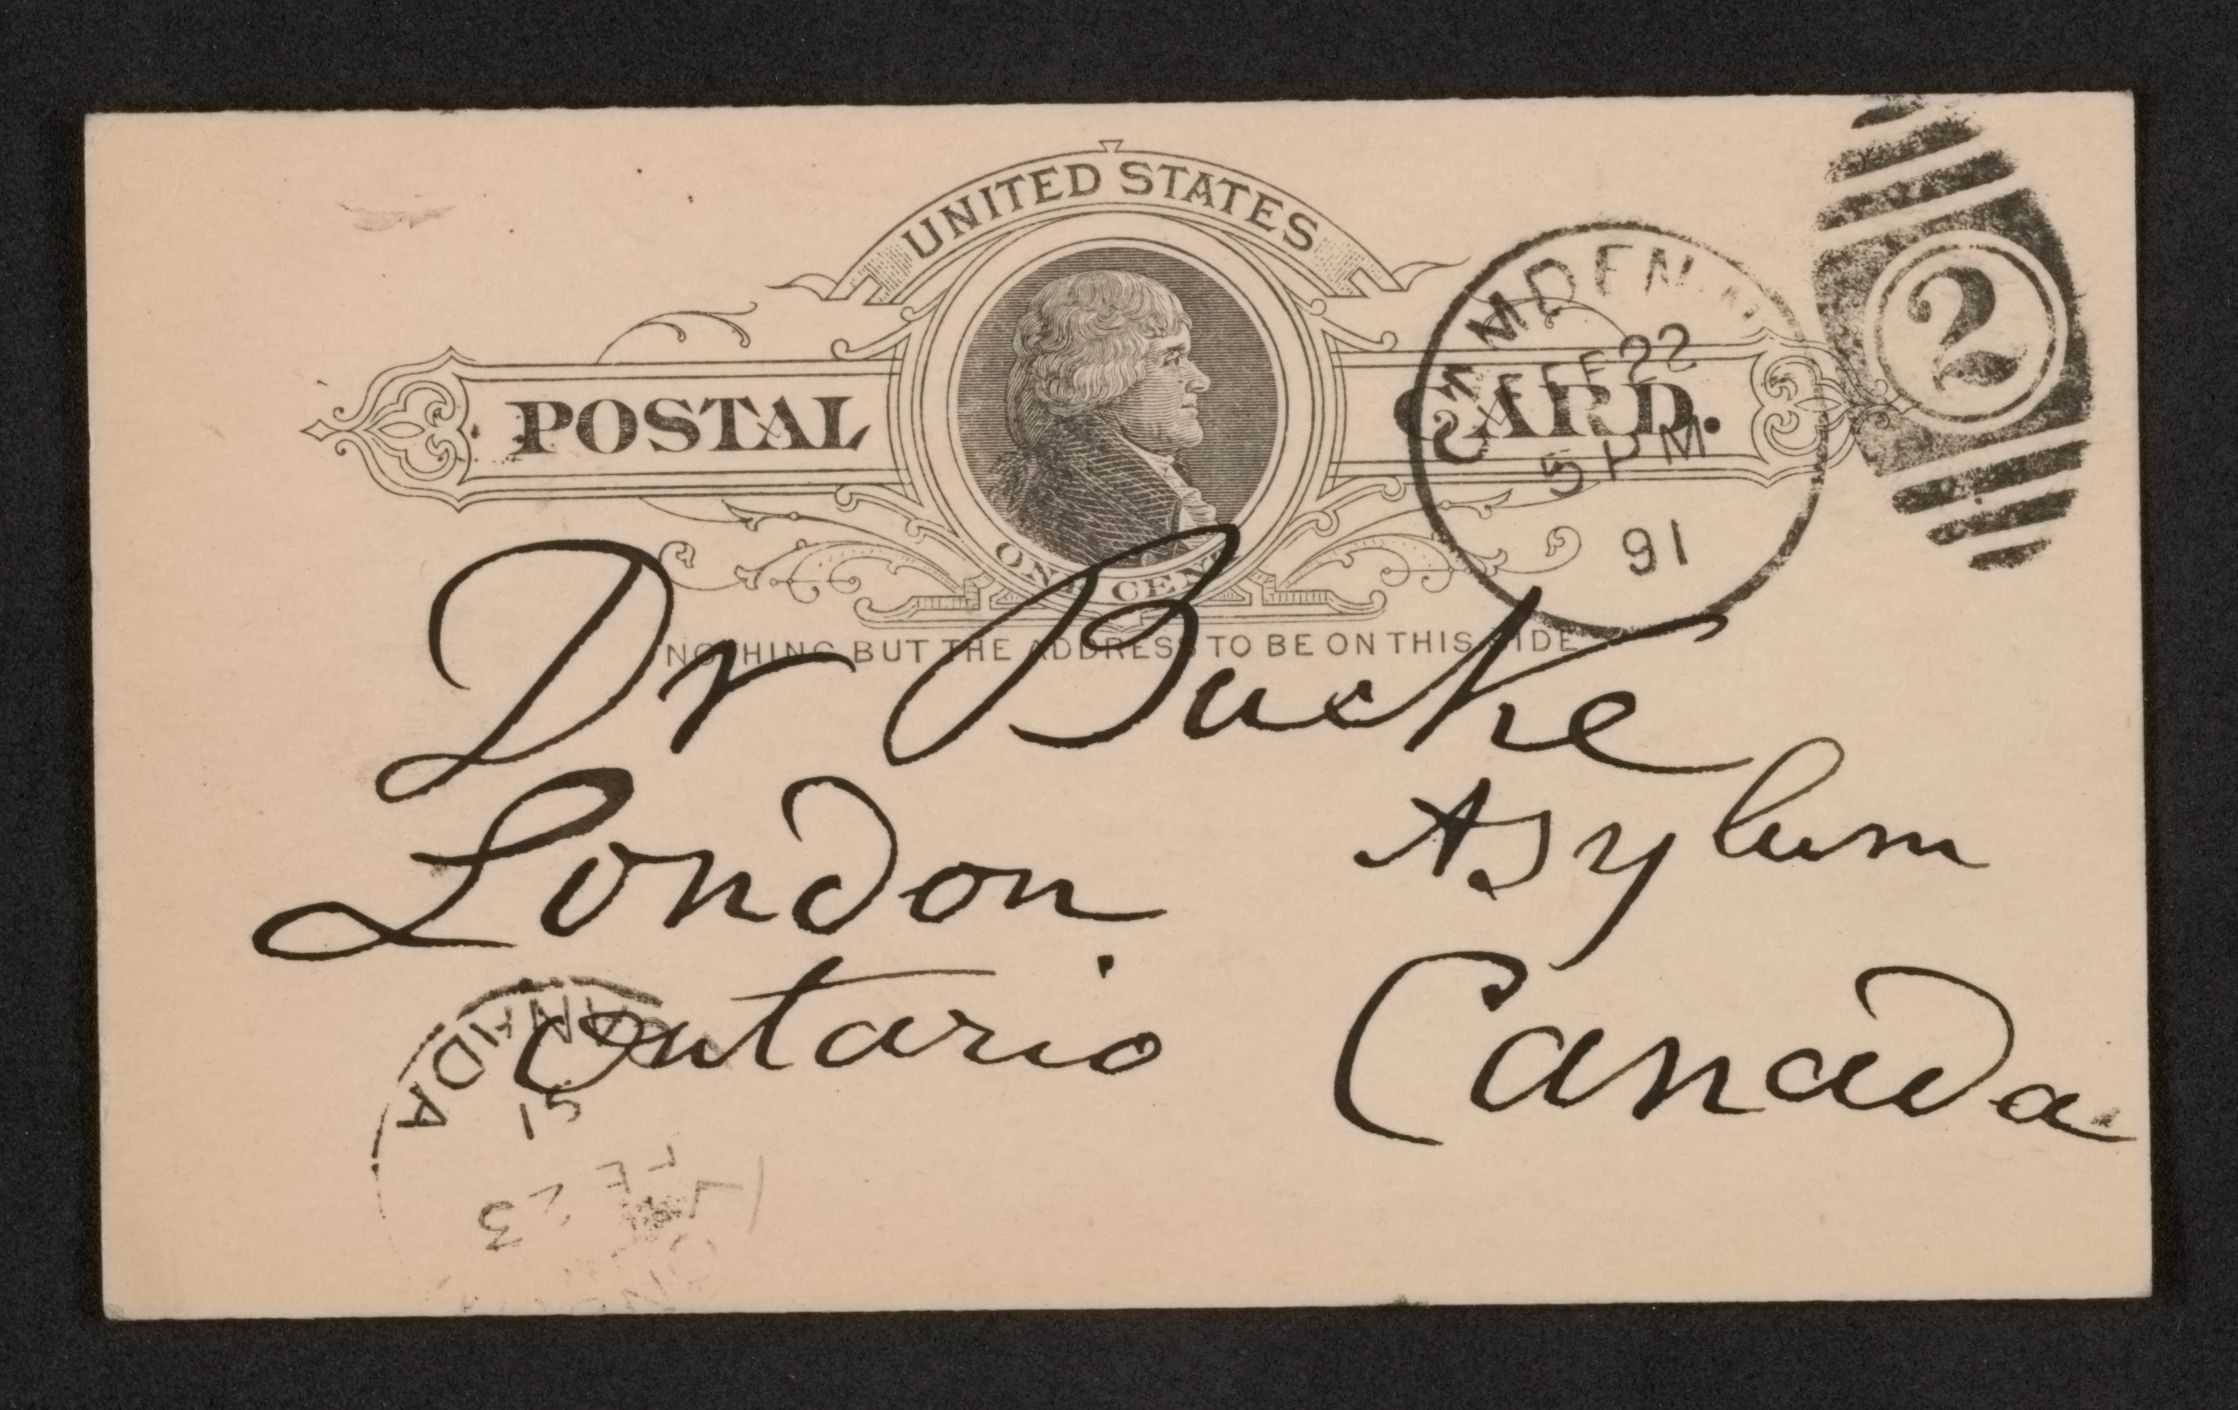 UNITED STATES
POSTAL CARD.
ONE CENT
NOTHING BUT THE ADDRESS TO BE ON THIS SIDE
CAMDEN. N
FEB 22
5 PM
91
2
Dr Bucke
Asylum
London
Ontario Canada
CANADA
FE 23